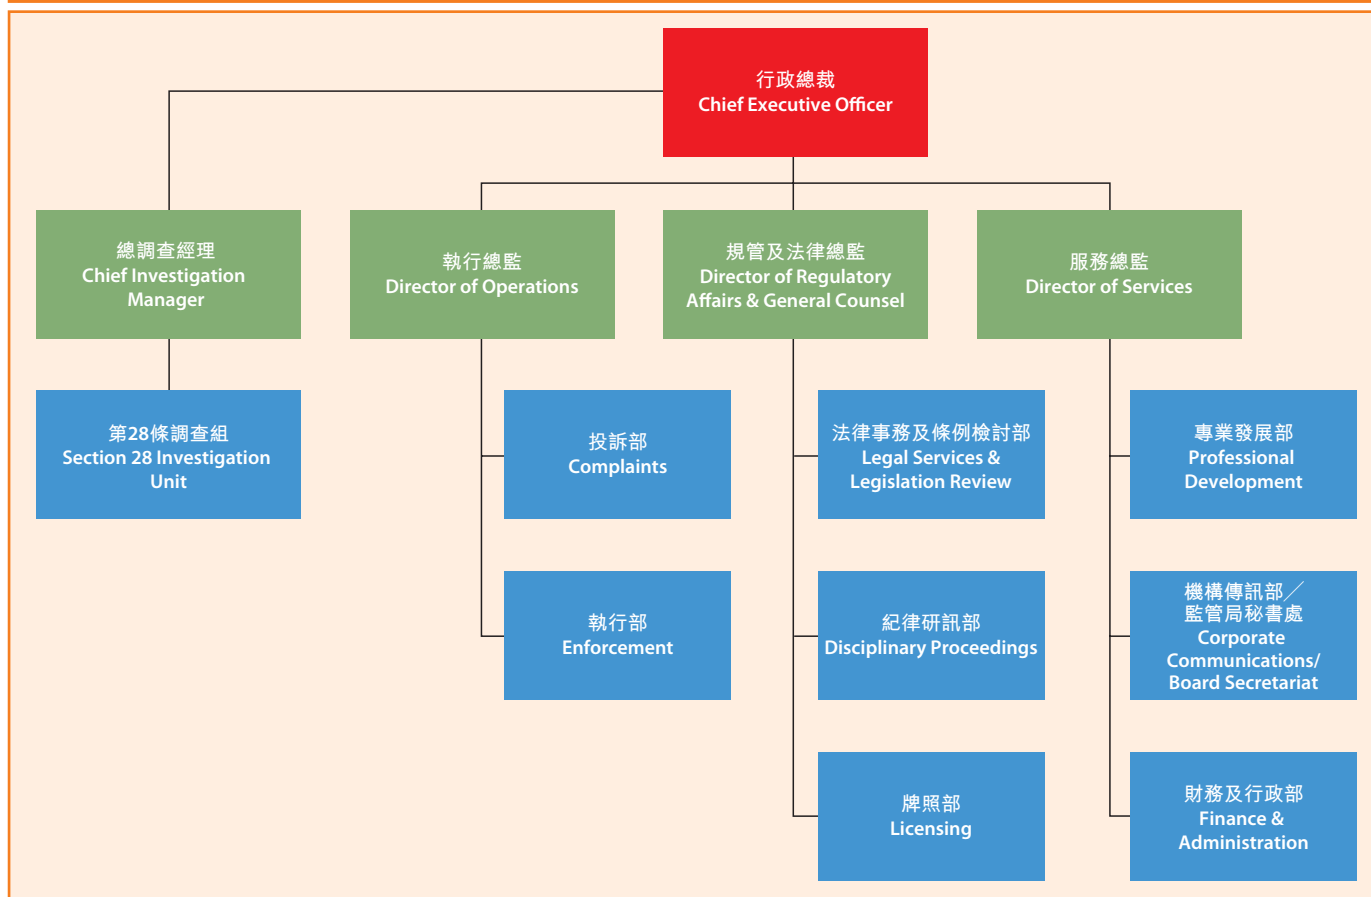 行政總裁
Chief Executive Officer
總調查經理
Chief Investigation
Manager
執行總監
Director of Operations
規管及法律總監
Director of Regulatory
Affairs & General Counsel
服務總監
Director of Services
第28條調查組
Section 28 Investigation
Unit
投訴部
Complaints
法律事務及條例檢討部
Legal Services &
Legislation Review
專業發展部
Professional
Development
執行部
Enforcement
紀律研訊部
Disciplinary Proceedings
機構傳訊部／
監管局秘書處
Corporate
Communications/
Board Secretariat
牌照部
Licensing
財務及行政部
Finance &
Administration